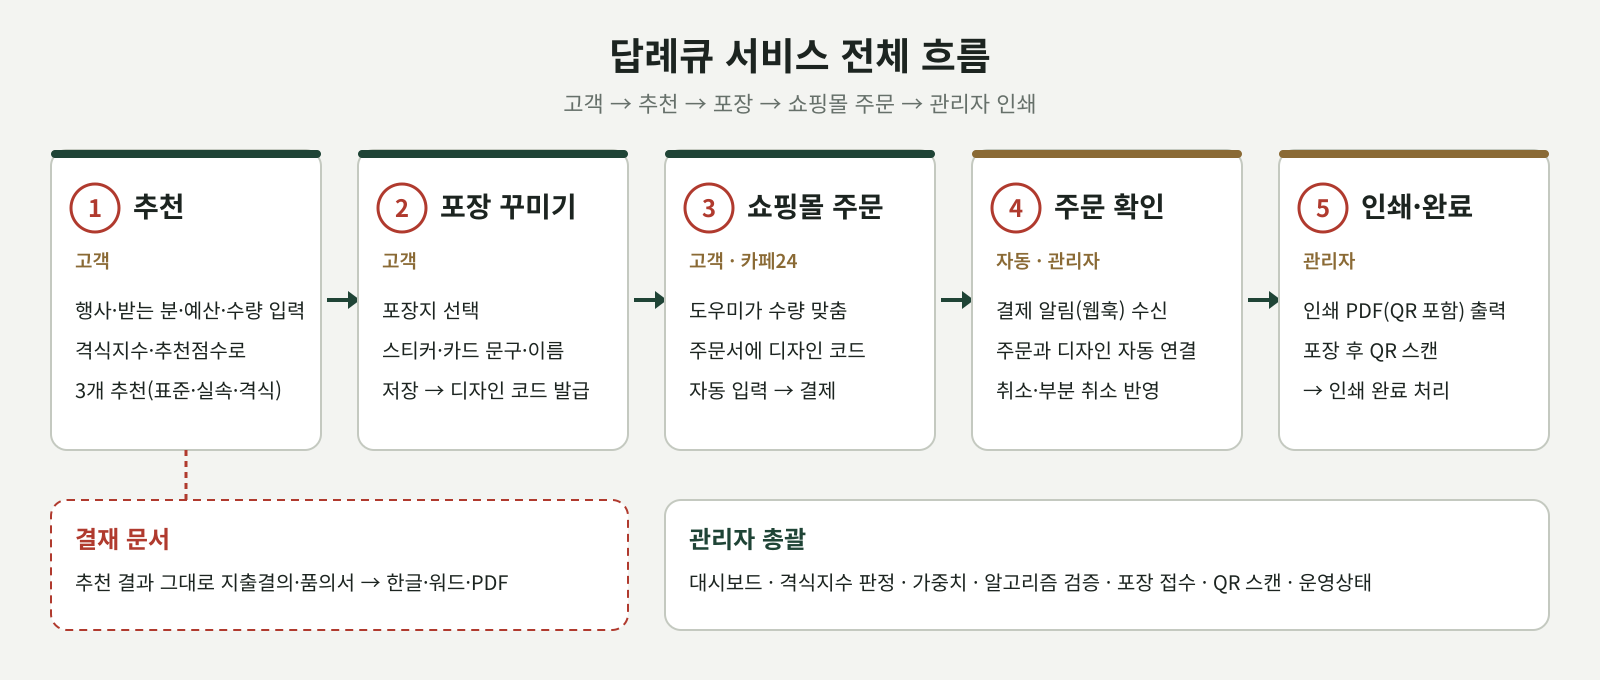 답례큐 서비스 전체 흐름
고객 → 추천 → 포장 → 쇼핑몰 주문 → 관리자 인쇄
1 추천
고객
행사·받는 분·예산·수량 입력
격식지수·추천점수로
3개 추천(표준·실속·격식)
2 포장 꾸미기
고객
포장지 선택
스티커·카드 문구·이름
저장 → 디자인 코드 발급
3 쇼핑몰 주문
고객 · 카페24
도우미가 수량 맞춤
주문서에 디자인 코드
자동 입력 → 결제
4 주문 확인
자동 · 관리자
결제 알림(웹훅) 수신
주문과 디자인 자동 연결
취소·부분 취소 반영
5 인쇄·완료
관리자
인쇄 PDF(QR 포함) 출력
포장 후 QR 스캔
→ 인쇄 완료 처리
결재 문서
추천 결과 그대로 지출결의·품의서 → 한글·워드·PDF
관리자 총괄
대시보드 · 격식지수 판정 · 가중치 · 알고리즘 검증 · 포장 접수 · QR 스캔 · 운영상태